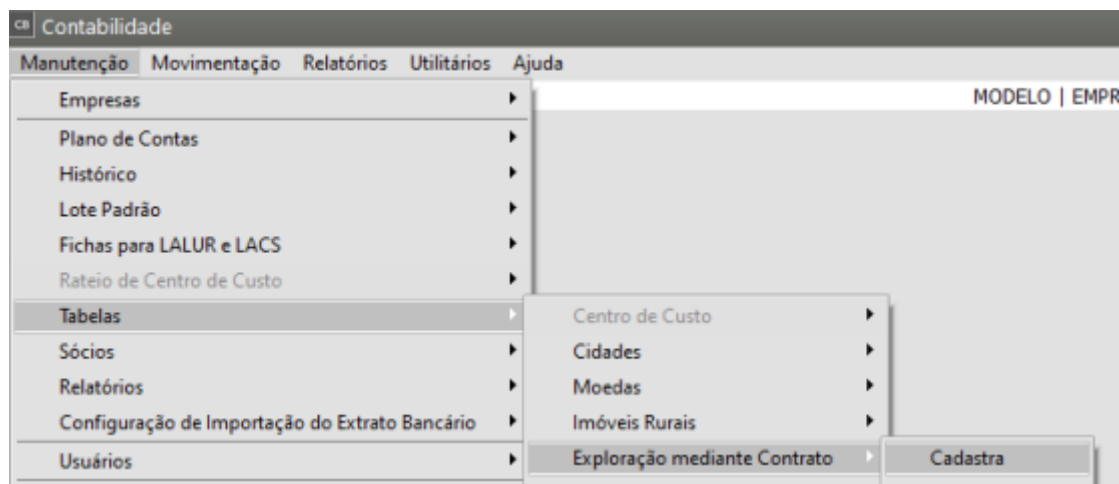 CB Contabilidade
Manutenção Movimentação Relatórios Utilitários Ajuda
MODELO | EMPR
Empresas
Plano de Contas
Histórico
Lote Padrão
Fichas para LALUR e LACS
Rateio de Centro de Custo
Tabelas
Sócios
Relatórios
Configuração de Importação do Extrato Bancário
Usuários
Centro de Custo
Cidades
Moedas
Imóveis Rurais
Exploração mediante Contrato
Cadastra